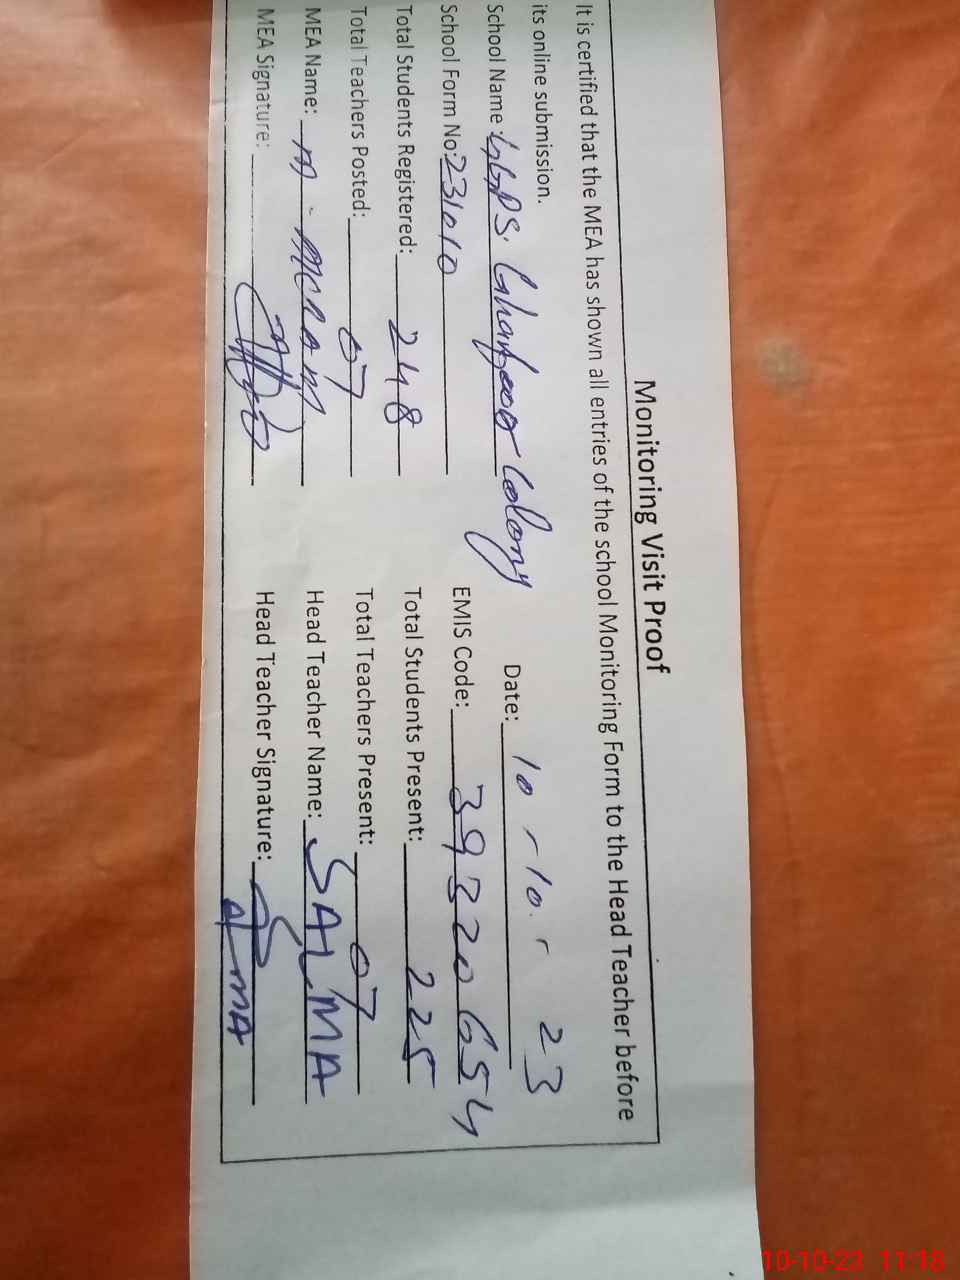 Monitoring Visit Proof
It is certified that the MEA has shown all entries of the school Monitoring Form to the Head Teacher before
its online submission.
Date: 10-10-23
School Name: GGPS. Ghafoor Colony
School Form No: 231010 EMIS Code: 39220654
Total Students Registered: 248 Total Students Present: 225
Total Teachers Posted: 07 Total Teachers Present: 07
MEA Name: M. Head Teacher Name: SALMA
MEA Signature: Head Teacher Signature:
10-10-23 11:18